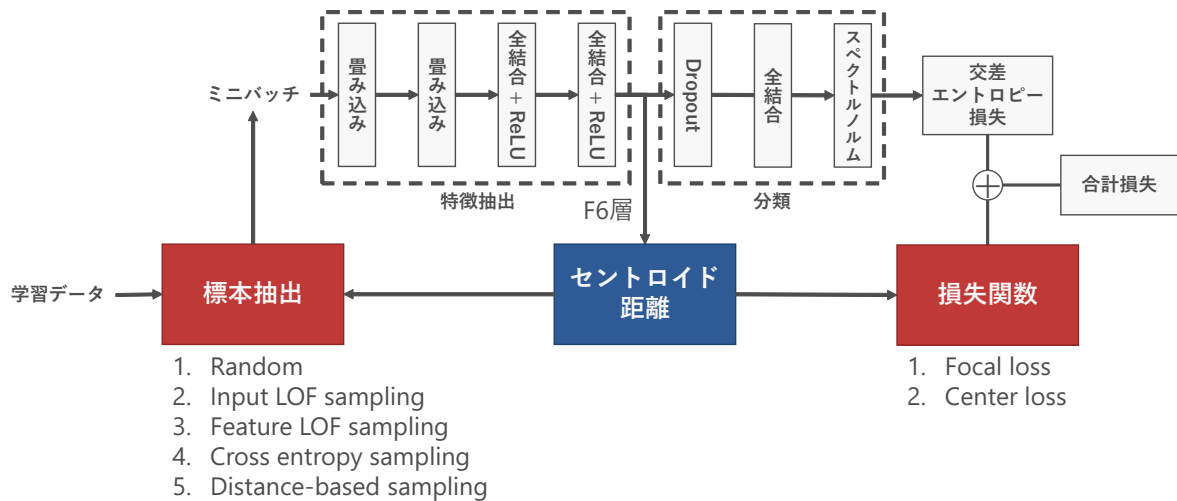 ミニバッチ
畳み込み
畳み込み
全結合+ReLU
全結合+ReLU
特徴抽出
Dropout
全結合
スペクトルノルム
分類
交差
エントロピー
損失
合計損失
F6層
学習データ
標本抽出
セントロイド
距離
損失関数
1. Random
2. Input LOF sampling
3. Feature LOF sampling
4. Cross entropy sampling
5. Distance-based sampling
1. Focal loss
2. Center loss